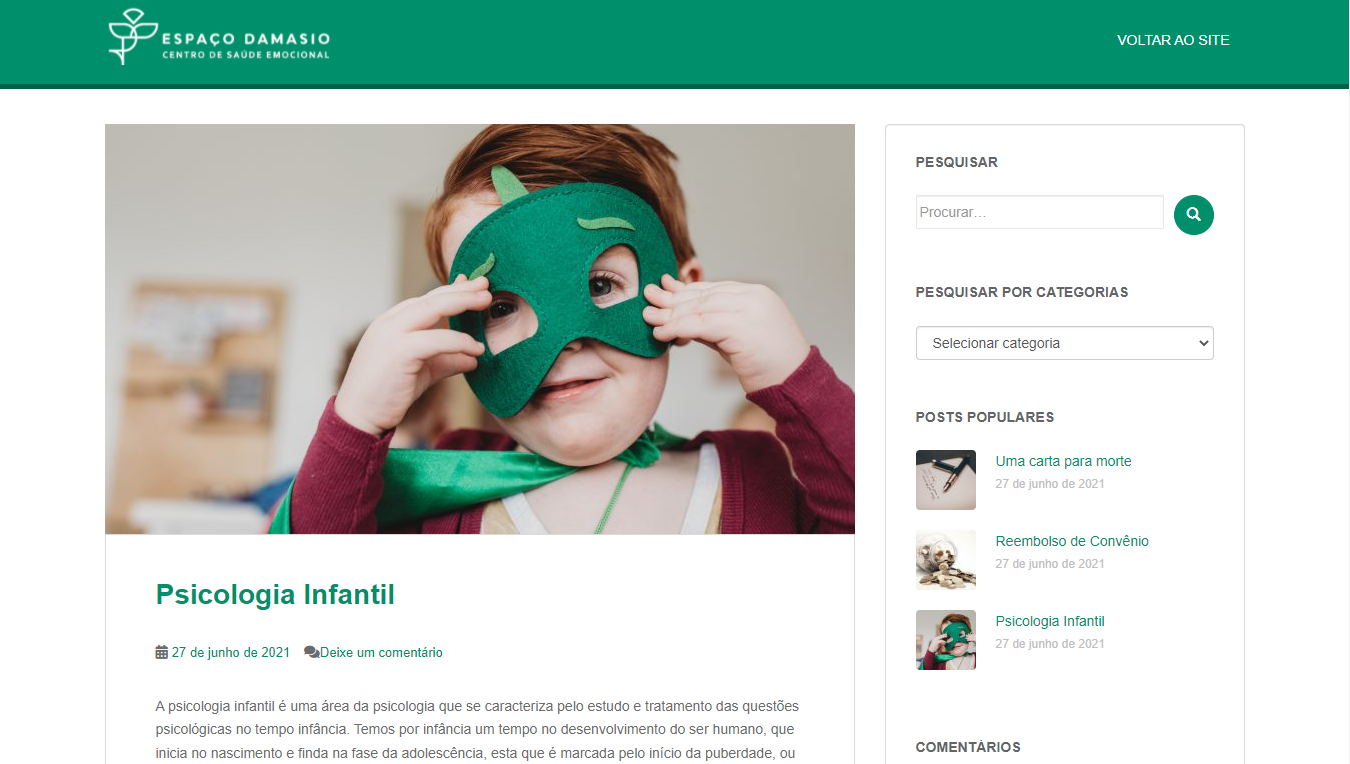 ESPAÇO DAMASIO
CENTRO DE SAÚDE EMOCIONAL
VOLTAR AO SITE
Psicologia Infantil
27 de junho de 2021 Deixe um comentário
A psicologia infantil é uma área da psicologia que se caracteriza pelo estudo e tratamento das questões
psicológicas no tempo infância. Temos por infância um tempo no desenvolvimento do ser humano, que
inicia no nascimento e finda na fase da adolescência, esta que é marcada pelo início da puberdade, ou
PESQUISAR
Procurar…
PESQUISAR POR CATEGORIAS
Selecionar categoria
POSTS POPULARES
Uma carta para morte
27 de junho de 2021
Reembolso de Convênio
27 de junho de 2021
Psicologia Infantil
27 de junho de 2021
COMENTÁRIOS